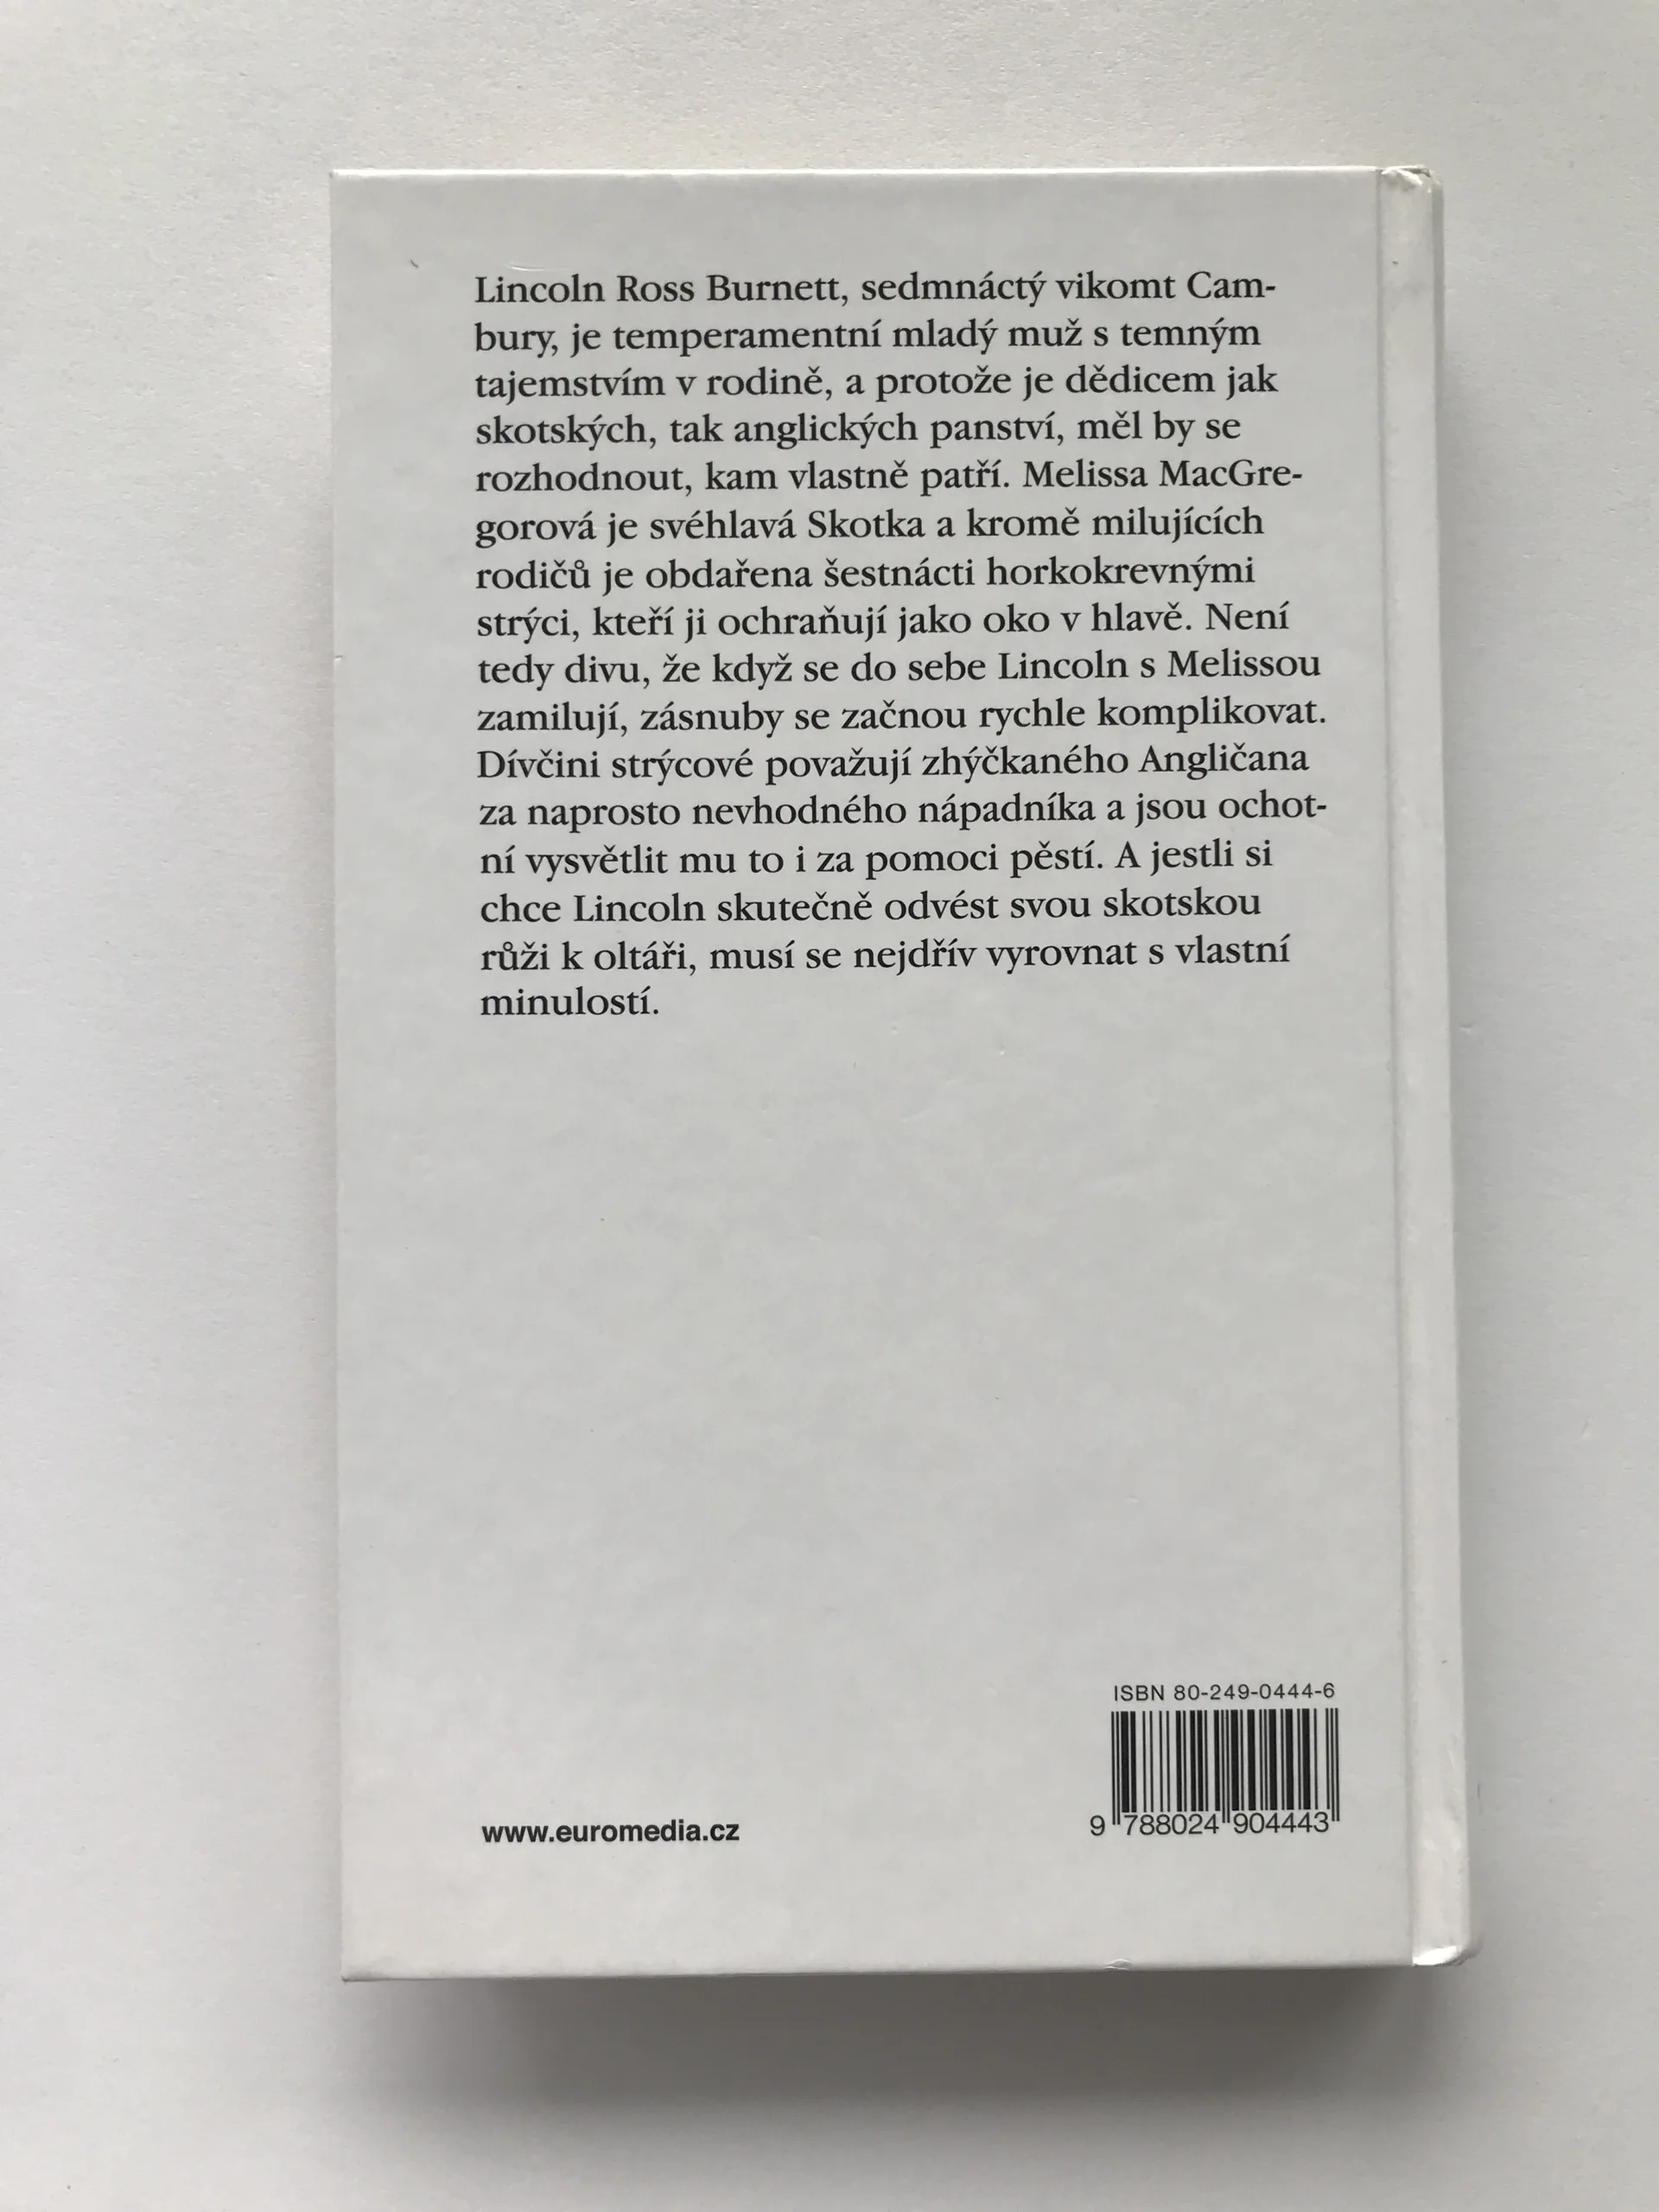 Lincoln Ross Burnett, sedmnáctý vikomt Cam-
bury, je temperamentní mladý muž s temným
tajemstvím v rodině, a protože je dědicem jak
skotských, tak anglických panství, měl by se
rozhodnout, kam vlastně patří. Melissa MacGre-
gorová je svéhlavá Skotka a kromě milujících
rodičů je obdařena šestnácti horkokrevnými
strýci, kteří ji ochraňují jako oko v hlavě. Není
tedy divu, že když se do sebe Lincoln s Melissou
zamilují, zásnuby se začnou rychle komplikovat.
Dívčini strýcové považují zhýčkaného Angličana
za naprosto nevhodného nápadníka a jsou ochot-
ní vysvětlit mu to i za pomoci pěstí. A jestli si
chce Lincoln skutečně odvést svou skotskou
růži k oltáři, musí se nejdřív vyrovnat s vlastní
minulostí.
ISBN 80-249-0444-6
9 788024 904443
www.euromedia.cz